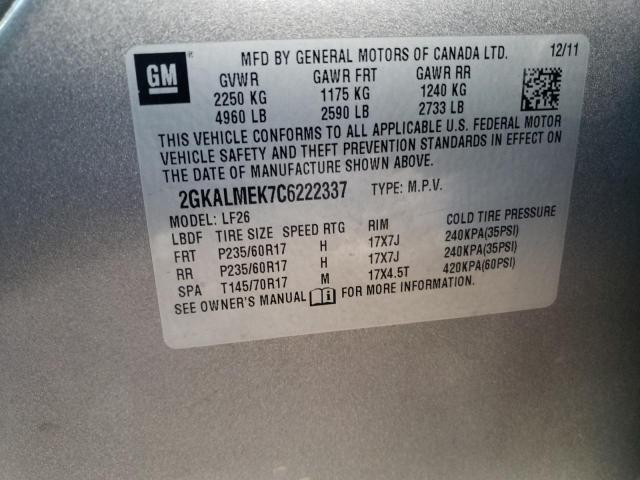 GM
MFD BY GENERAL MOTORS OF CANADA LTD. 12/11
GVWR GAWR FRT GAWR RR
2250 KG 1175 KG 1240 KG
4960 LB 2590 LB 2733 LB
THIS VEHICLE CONFORMS TO ALL APPLICABLE U.S. FEDERAL MOTOR
VEHICLE SAFETY AND THEFT PREVENTION STANDARDS IN EFFECT ON
THE DATE OF MANUFACTURE SHOWN ABOVE.
2GKALMEK7C6222337 TYPE: M.P.V.
MODEL: LF26
LBDF TIRE SIZE SPEED RTG RIM COLD TIRE PRESSURE
FRT P235/60R17 H 17X7J 240KPA(35PSI)
RR P235/60R17 H 17X7J 240KPA(35PSI)
SPA T145/70R17 M 17X4.5T 420KPA(60PSI)
SEE OWNER'S MANUAL i FOR MORE INFORMATION.